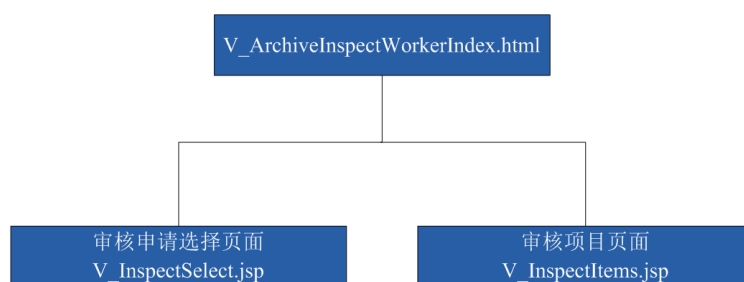 V_ArchiveInspectWorkerIndex.html
审核申请选择页面
V_InspectSelect.jsp
审核项目页面
V_InspectItems.jsp